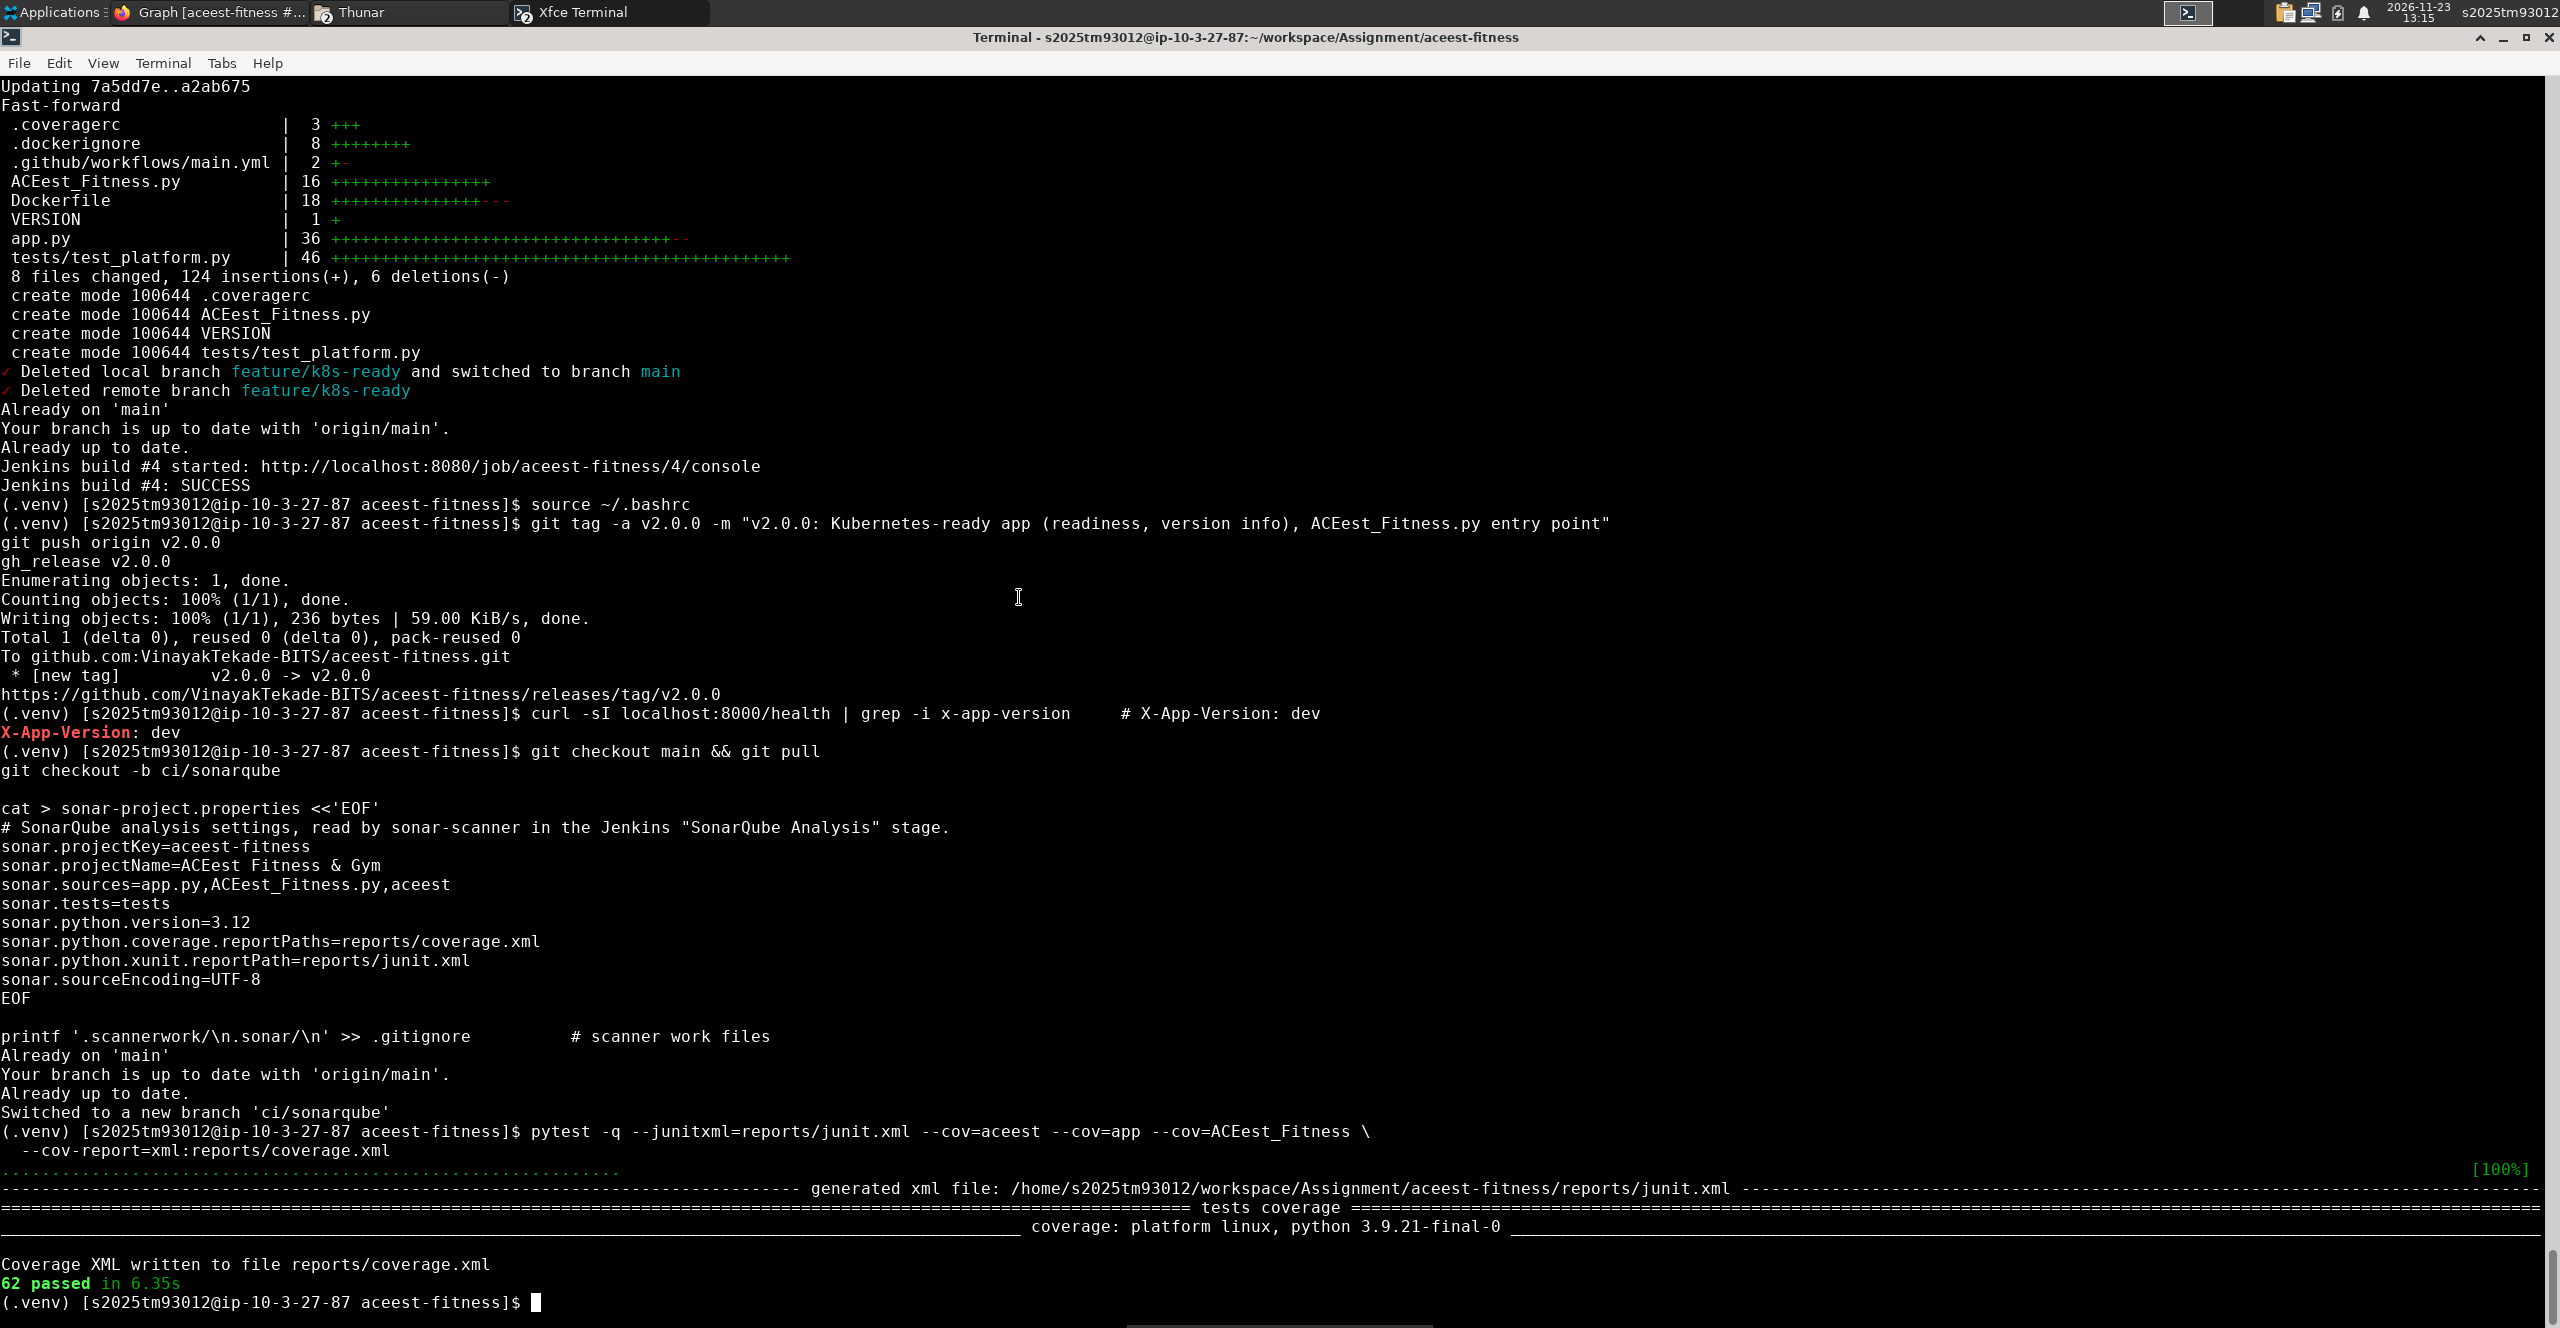 Applications Graph [aceest-fitness #... 2 Thunar 2 Xfce Terminal 2026-11-23 13:15 s2025tm93012
Terminal - s2025tm93012@ip-10-3-27-87:~/workspace/Assignment/aceest-fitness
File Edit View Terminal Tabs Help
Updating 7a5dd7e..a2ab675
Fast-forward
 .coveragerc                |  3 +++
 .dockerignore              |  8 ++++++++
 .github/workflows/main.yml |  2 +-
 ACEest_Fitness.py          | 16 ++++++++++++++++
 Dockerfile                 | 18 +++++++++++++++---
 VERSION                    |  1 +
 app.py                     | 36 ++++++++++++++++++++++++++++++++++--
 tests/test_platform.py     | 46 ++++++++++++++++++++++++++++++++++++++++++++++
 8 files changed, 124 insertions(+), 6 deletions(-)
 create mode 100644 .coveragerc
 create mode 100644 ACEest_Fitness.py
 create mode 100644 VERSION
 create mode 100644 tests/test_platform.py
✓ Deleted local branch feature/k8s-ready and switched to branch main
✓ Deleted remote branch feature/k8s-ready
Already on 'main'
Your branch is up to date with 'origin/main'.
Already up to date.
Jenkins build #4 started: http://localhost:8080/job/aceest-fitness/4/console
Jenkins build #4: SUCCESS
(.venv) [s2025tm93012@ip-10-3-27-87 aceest-fitness]$ source ~/.bashrc
(.venv) [s2025tm93012@ip-10-3-27-87 aceest-fitness]$ git tag -a v2.0.0 -m "v2.0.0: Kubernetes-ready app (readiness, version info), ACEest_Fitness.py entry point"
git push origin v2.0.0
gh_release v2.0.0
Enumerating objects: 1, done.
Counting objects: 100% (1/1), done.
Writing objects: 100% (1/1), 236 bytes | 59.00 KiB/s, done.
Total 1 (delta 0), reused 0 (delta 0), pack-reused 0
To github.com:VinayakTekade-BITS/aceest-fitness.git
 * [new tag]         v2.0.0 -> v2.0.0
https://github.com/VinayakTekade-BITS/aceest-fitness/releases/tag/v2.0.0
(.venv) [s2025tm93012@ip-10-3-27-87 aceest-fitness]$ curl -sI localhost:8000/health | grep -i x-app-version     # X-App-Version: dev
X-App-Version: dev
(.venv) [s2025tm93012@ip-10-3-27-87 aceest-fitness]$ git checkout main && git pull
git checkout -b ci/sonarqube

cat > sonar-project.properties <<'EOF'
# SonarQube analysis settings, read by sonar-scanner in the Jenkins "SonarQube Analysis" stage.
sonar.projectKey=aceest-fitness
sonar.projectName=ACEest Fitness & Gym
sonar.sources=app.py,ACEest_Fitness.py,aceest
sonar.tests=tests
sonar.python.version=3.12
sonar.python.coverage.reportPaths=reports/coverage.xml
sonar.python.xunit.reportPath=reports/junit.xml
sonar.sourceEncoding=UTF-8
EOF

printf '.scannerwork/\n.sonar/\n' >> .gitignore          # scanner work files
Already on 'main'
Your branch is up to date with 'origin/main'.
Already up to date.
Switched to a new branch 'ci/sonarqube'
(.venv) [s2025tm93012@ip-10-3-27-87 aceest-fitness]$ pytest -q --junitxml=reports/junit.xml --cov=aceest --cov=app --cov=ACEest_Fitness \
  --cov-report=xml:reports/coverage.xml
.............................................................. [100%]
-------------------- generated xml file: /home/s2025tm93012/workspace/Assignment/aceest-fitness/reports/junit.xml --------------------
==================== tests coverage ====================
____________________ coverage: platform linux, python 3.9.21-final-0 ____________________

Coverage XML written to file reports/coverage.xml
62 passed in 6.35s
(.venv) [s2025tm93012@ip-10-3-27-87 aceest-fitness]$